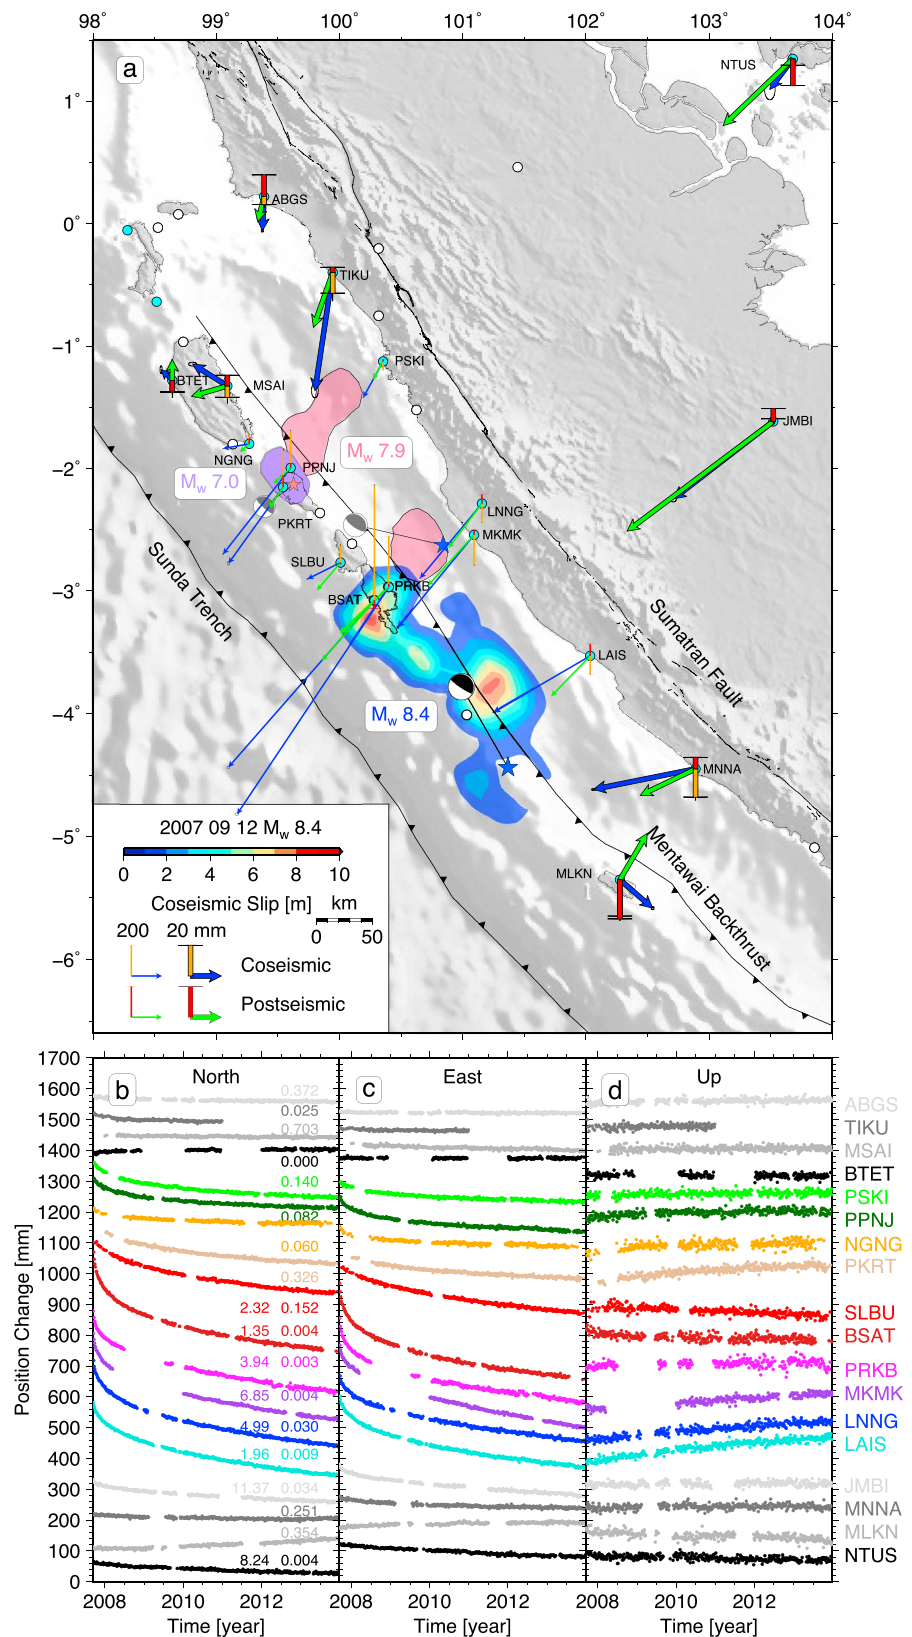 98° 99° 100° 101° 102° 103° 104°
a
NTUS
1°
ABGS
0°
TIKU
-1°
PSKI
BTET
MSAI
JMBI
NGNG
-2°
PPNJ
Mw 7.9
Mw 7.0
PKRT
LNNG
MKMK
SLBU
-3°
PRKB
BSAT
Sunda Trench
Sumatran Fault
LAIS
-4°
Mw 8.4
MNNA
-5°
2007 09 12 Mw 8.4
MLKN
Mentawai Backthrust
0 2 4 6 8 10
Coseismic Slip [m]
km
0 50
200 20 mm
Coseismic
-6°
Postseismic
b North
c East
d Up
Position Change [mm]
1700
1600
1500
1400
1300
1200
1100
1000
900
800
700
600
500
400
300
200
100
0
0.372
0.025
0.703
0.000
0.140
0.082
0.060
0.326
2.32 0.152
1.35 0.004
3.94 0.003
6.85 0.004
4.99 0.030
1.96 0.009
11.37 0.034
0.251
0.354
8.24 0.004
ABGS
TIKU
MSAI
BTET
PSKI
PPNJ
NGNG
PKRT
SLBU
BSAT
PRKB
MKMK
LNNG
LAIS
JMBI
MNNA
MLKN
NTUS
2008 2010 2012 2008 2010 2012 2008 2010 2012
Time [year] Time [year] Time [year]